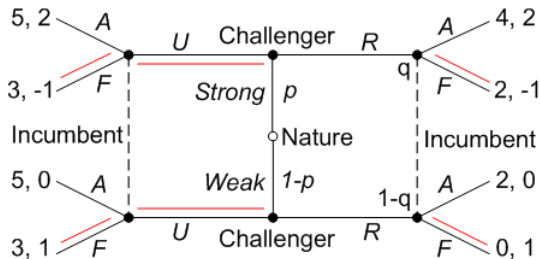 5, 2 A U Challenger R A 4, 2
3, -1 F q F 2, -1
Strong p
Incumbent Nature Incumbent
Weak 1-p
5, 0 A 1-q A 2, 0
3, 1 F U Challenger R F 0, 1